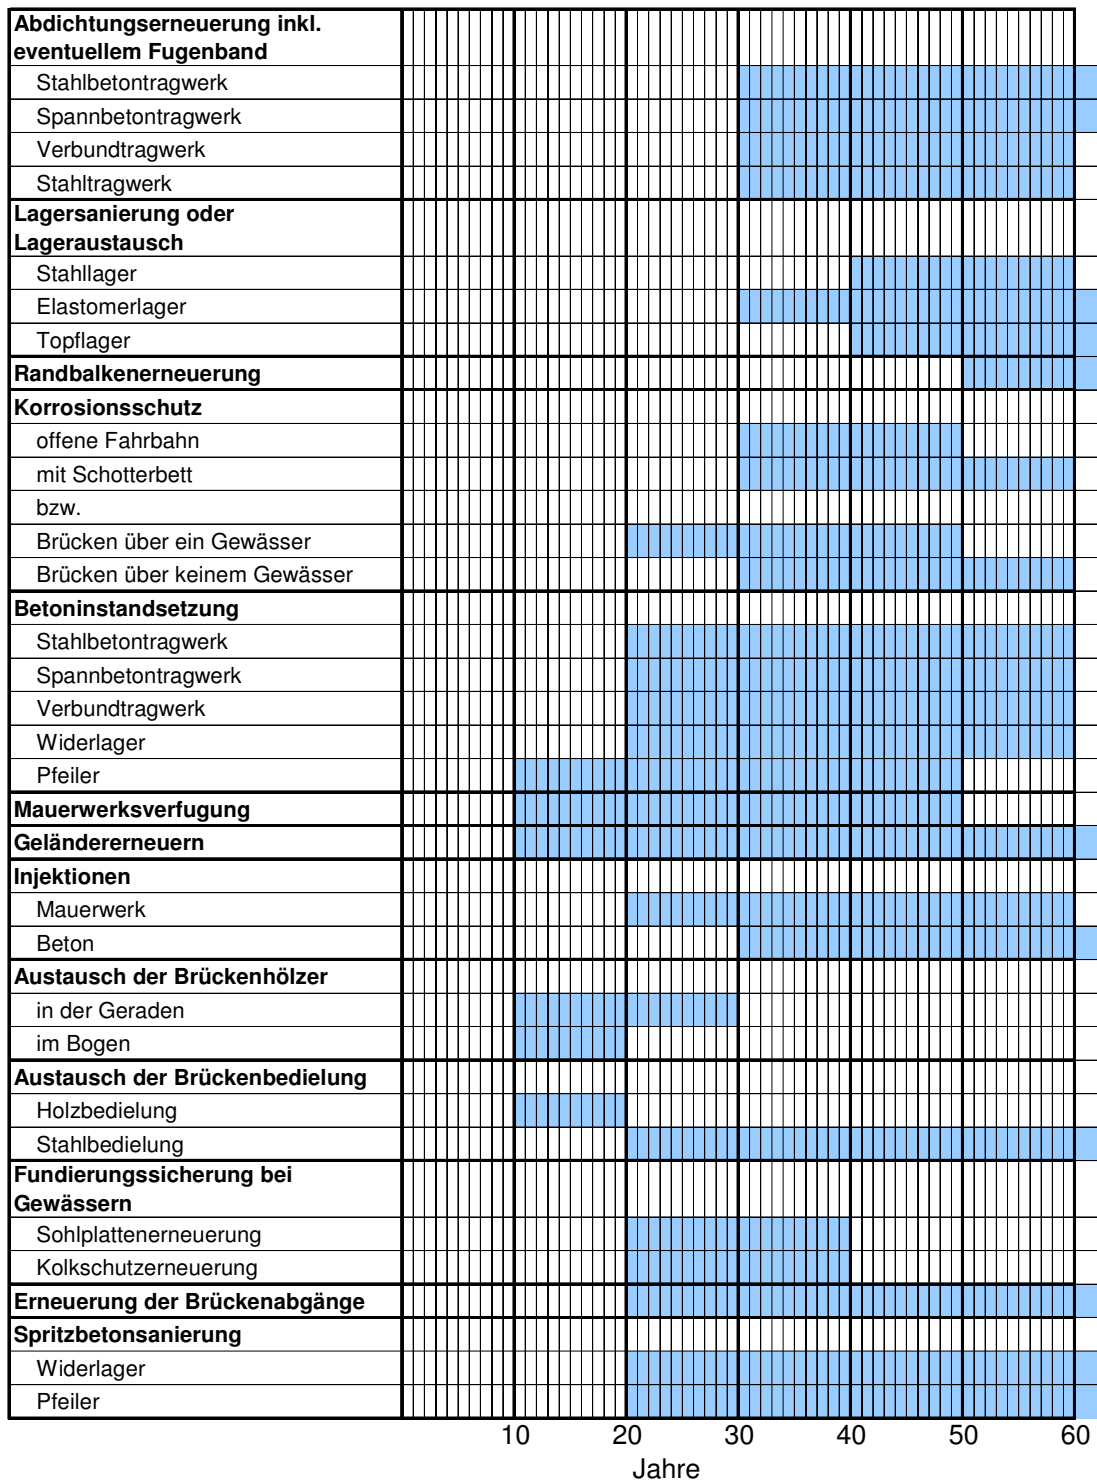 Abdichtungserneuerung inkl.
eventuellem Fugenband
Stahlbetontragwerk
Spannbetontragwerk
Verbundtragwerk
Stahltragwerk
Lagersanierung oder
Lageraustausch
Stahllager
Elastomerlager
Topflager
Randbalkenerneuerung
Korrosionsschutz
offene Fahrbahn
mit Schotterbett
bzw.
Brücken über ein Gewässer
Brücken über keinem Gewässer
Betoninstandsetzung
Stahlbetontragwerk
Spannbetontragwerk
Verbundtragwerk
Widerlager
Pfeiler
Mauerwerksverfugung
Geländererneuern
Injektionen
Mauerwerk
Beton
Austausch der Brückenhölzer
in der Geraden
im Bogen
Austausch der Brückenbedielung
Holzbedielung
Stahlbedielung
Fundierungssicherung bei
Gewässern
Sohlplattenerneuerung
Kolkschutzerneuerung
Erneuerung der Brückenabgänge
Spritzbetonsanierung
Widerlager
Pfeiler
10 20 30 40 50 60
Jahre